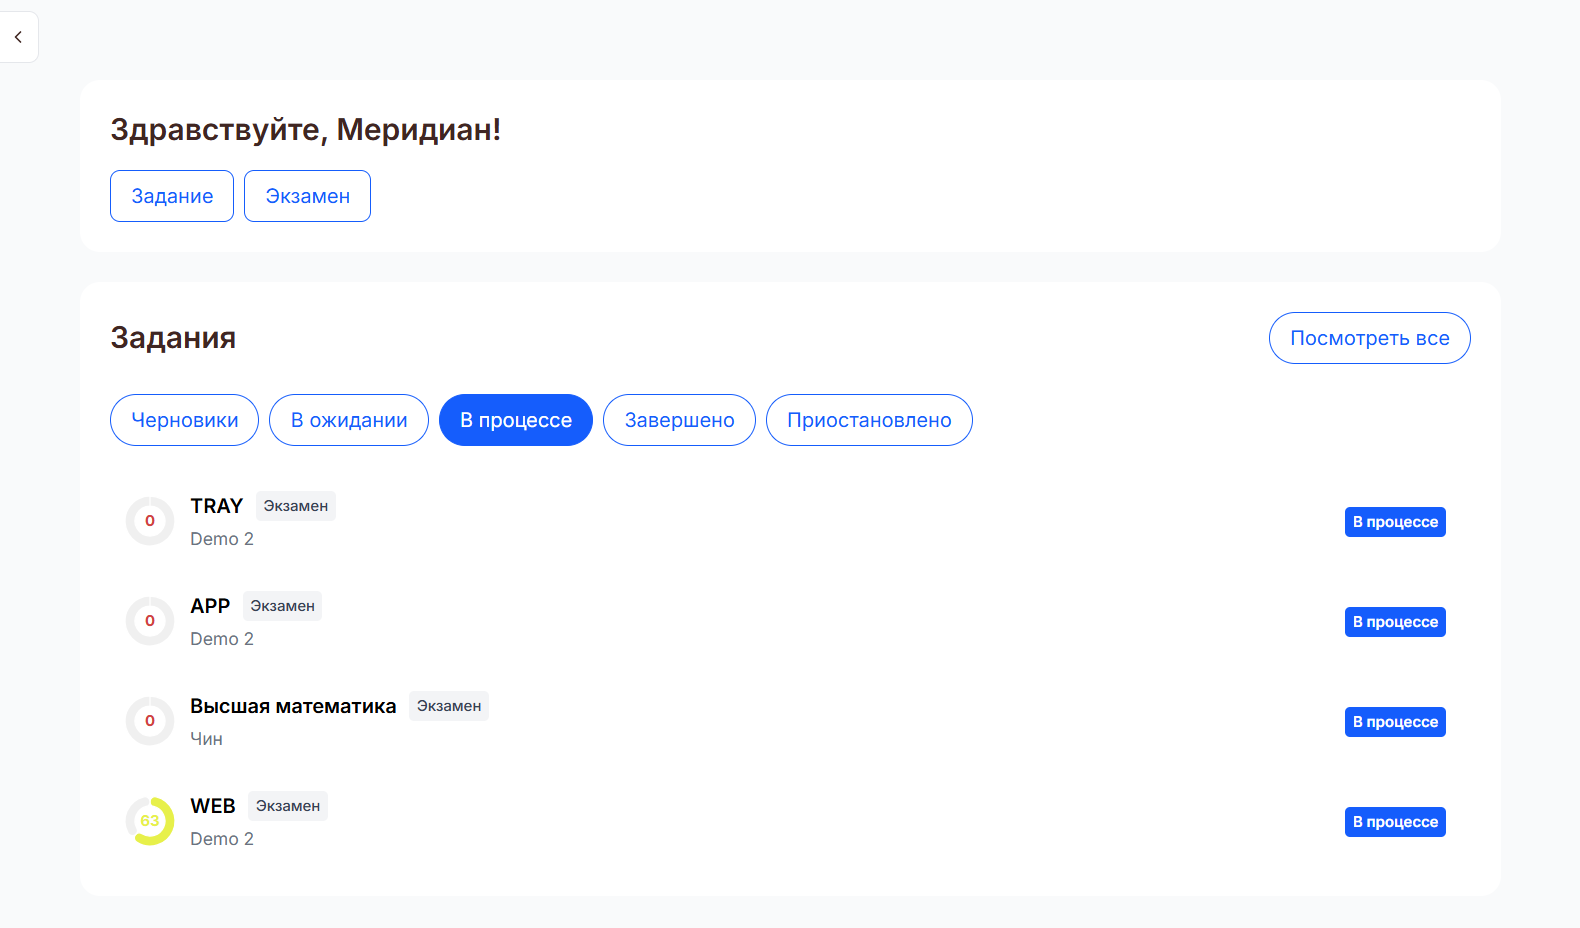 Здравствуйте, Меридиан!
Задание Экзамен
Задания Посмотреть все
Черновики В ожидании В процессе Завершено Приостановлено
0 TRAY Экзамен В процессе
Demo 2
0 APP Экзамен В процессе
Demo 2
0 Высшая математика Экзамен В процессе
Чин
63 WEB Экзамен В процессе
Demo 2